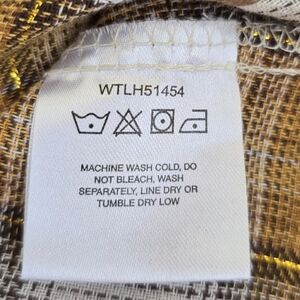 WTLH51454
MACHINE WASH COLD, DO
NOT BLEACH, WASH
SEPARATELY, LINE DRY OR
TUMBLE DRY LOW